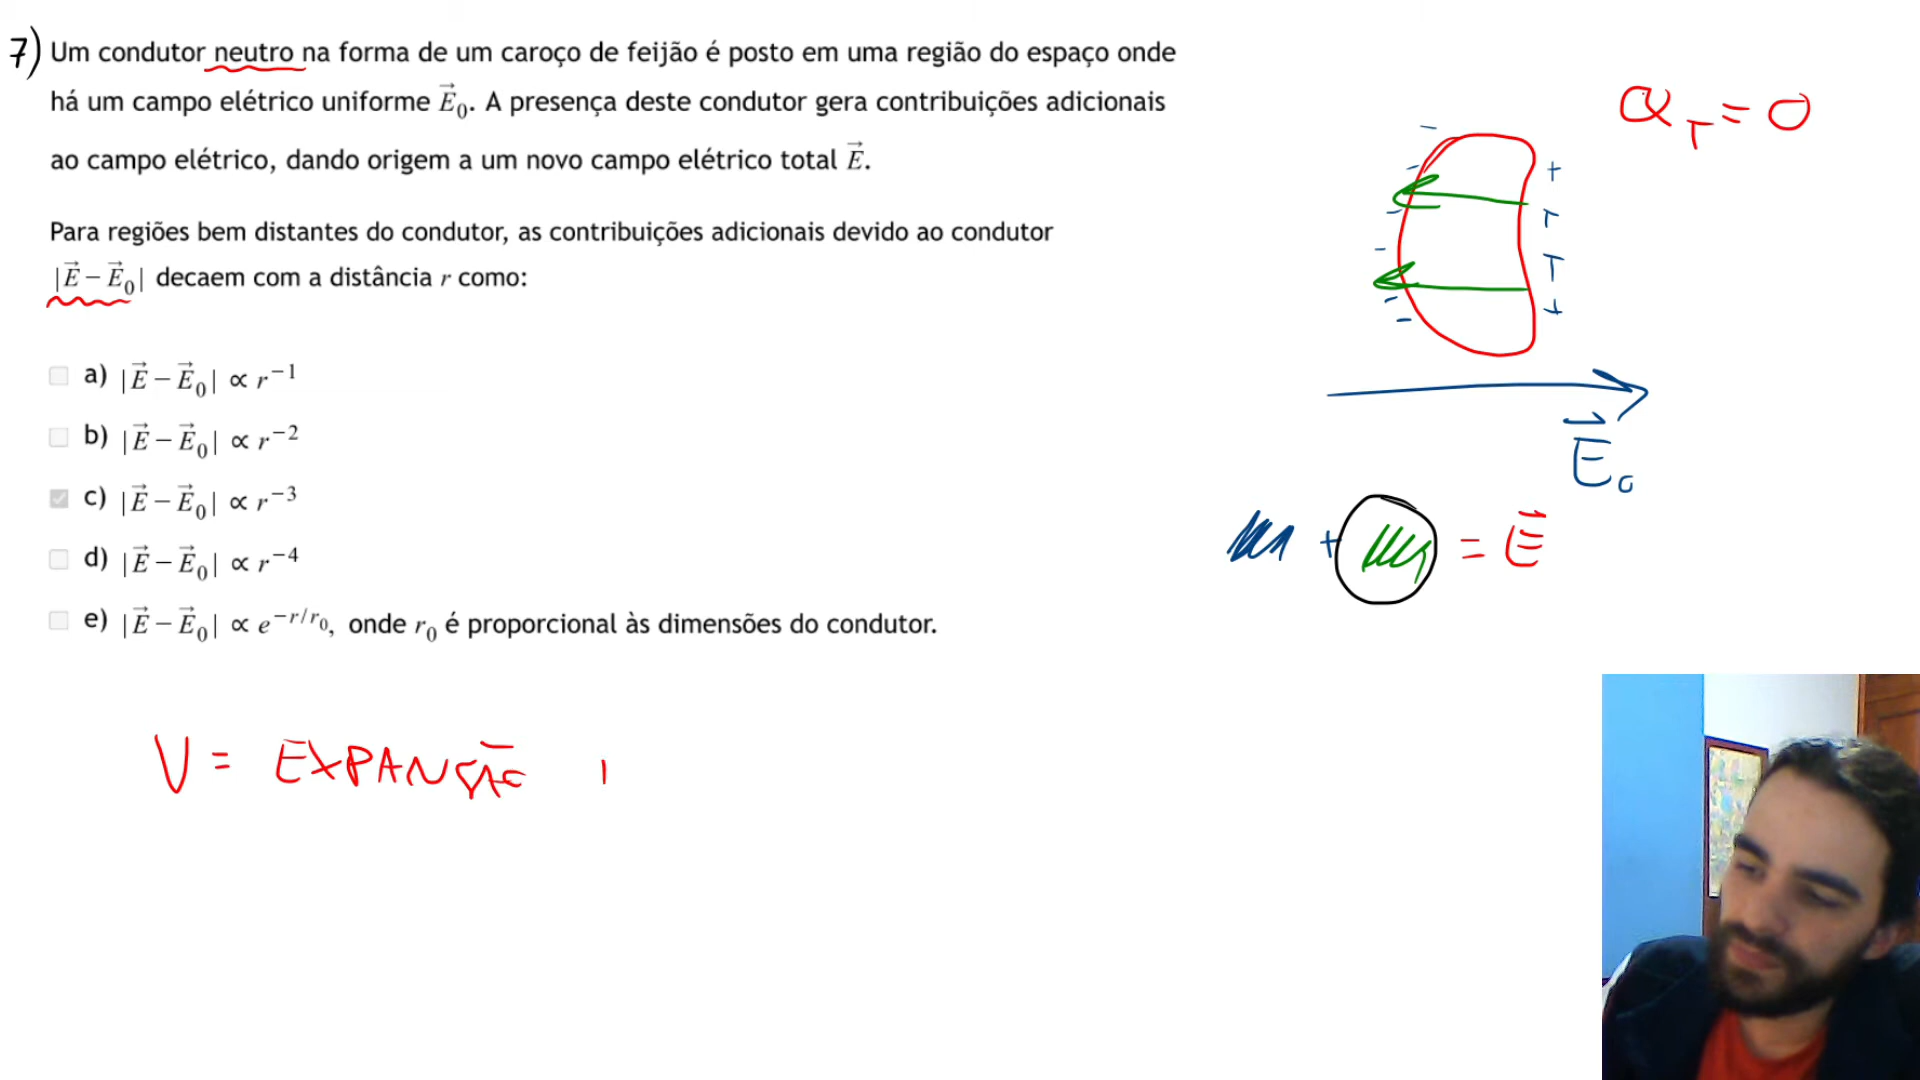 7) Um condutor neutro na forma de um caroço de feijão é posto em uma região do espaço onde
há um campo elétrico uniforme E⃗₀. A presença deste condutor gera contribuições adicionais
ao campo elétrico, dando origem a um novo campo elétrico total E⃗.
Para regiões bem distantes do condutor, as contribuições adicionais devido ao condutor
|E⃗ − E⃗₀| decaem com a distância r como:
a) |E⃗ − E⃗₀| ∝ r⁻¹
b) |E⃗ − E⃗₀| ∝ r⁻²
c) |E⃗ − E⃗₀| ∝ r⁻³
d) |E⃗ − E⃗₀| ∝ r⁻⁴
e) |E⃗ − E⃗₀| ∝ e^(−r/r₀), onde r₀ é proporcional às dimensões do condutor.
Q_T = 0
E⃗₀
+ = E⃗
V = EXPANSÃO